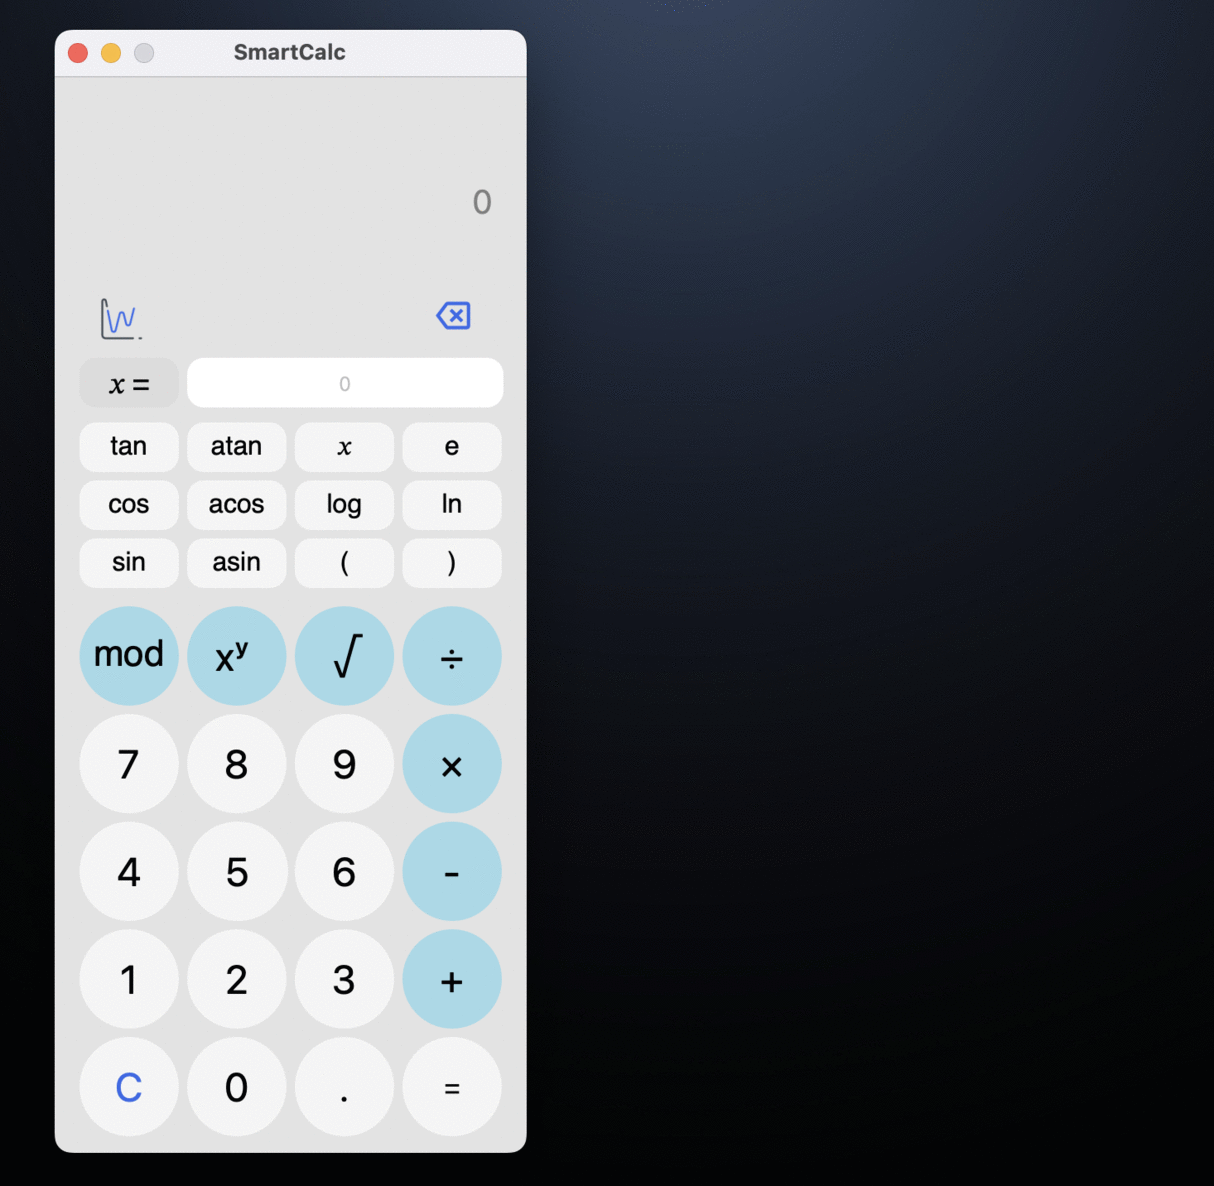 SmartCalc
0
x =
0
tan atan x e
cos acos log ln
sin asin ( )
mod xʸ √ ÷
7 8 9 ×
4 5 6 -
1 2 3 +
C 0 . =